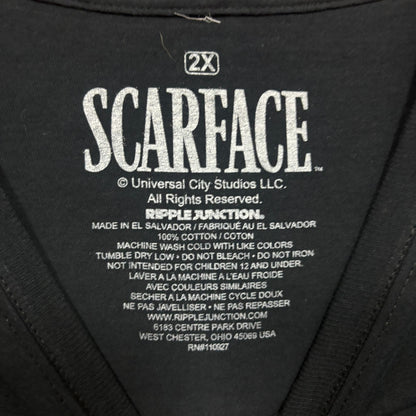 2X
SCARFACE™
© Universal City Studios LLC.
All Rights Reserved.
RIPPLE JUNCTION®
MADE IN EL SALVADOR / FABRIQUÉ AU EL SALVADOR
100% COTTON / COTON
MACHINE WASH COLD WITH LIKE COLORS
TUMBLE DRY LOW • DO NOT BLEACH • DO NOT IRON
NOT INTENDED FOR CHILDREN 12 AND UNDER.
LAVER A LA MACHINE A L'EAU FROIDE
AVEC COULEURS SIMILAIRES
SECHER A LA MACHINE CYCLE DOUX
NE PAS JAVELLISER • NE PAS REPASSER
WWW.RIPPLEJUNCTION.COM
6183 CENTRE PARK DRIVE
WEST CHESTER, OHIO 45069 USA
RN#110927